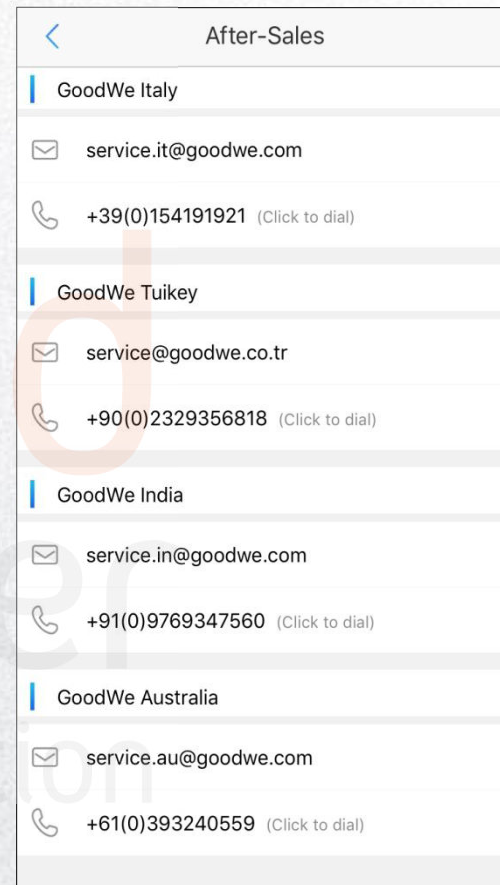 After-Sales
GoodWe Italy
service.it@goodwe.com
+39(0)154191921 (Click to dial)
GoodWe Tuikey
service@goodwe.co.tr
+90(0)2329356818 (Click to dial)
GoodWe India
service.in@goodwe.com
+91(0)9769347560 (Click to dial)
GoodWe Australia
service.au@goodwe.com
+61(0)393240559 (Click to dial)